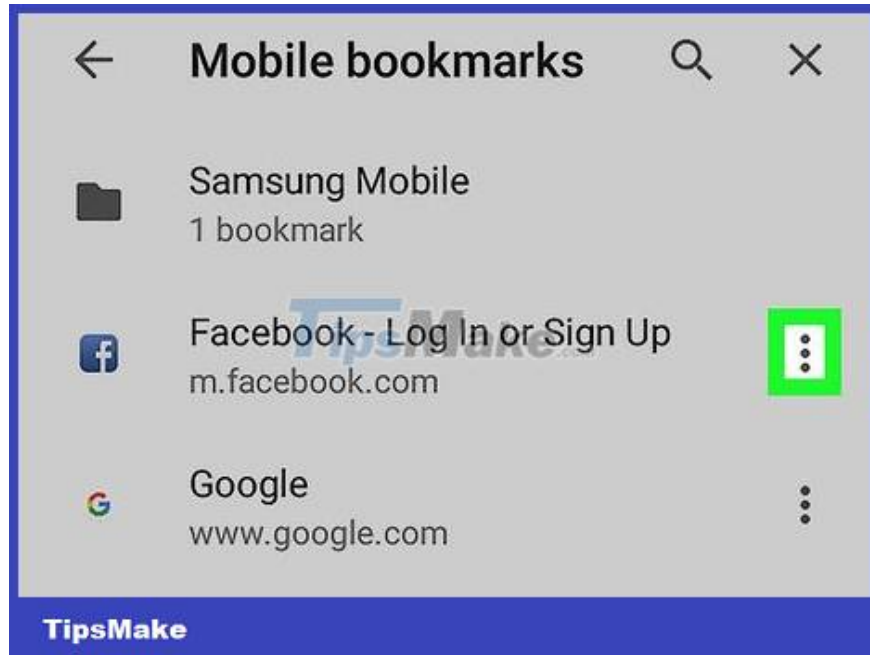 Mobile bookmarks
Samsung Mobile
1 bookmark
Facebook - Log In or Sign Up
TipsMake
m.facebook.com
Google
www.google.com
TipsMake